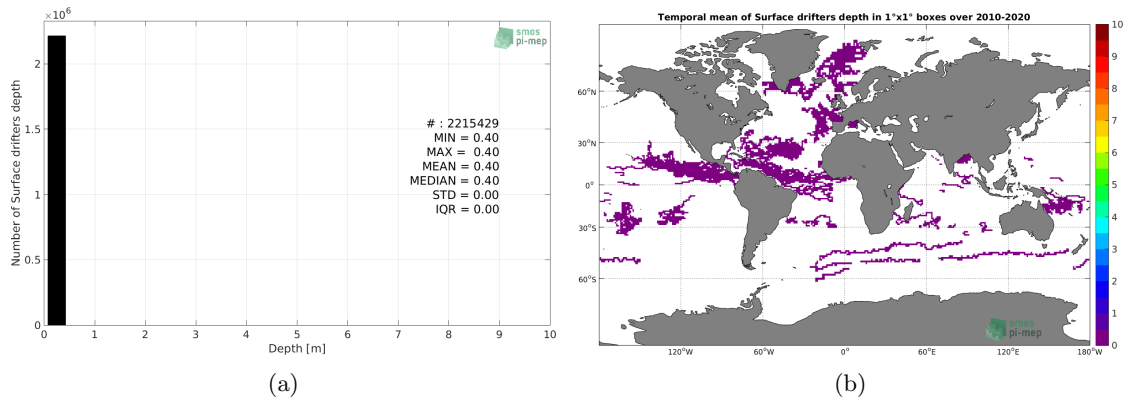 ×10⁶
smos
pi-mep
2
1.5
1
0.5
0
Number of Surface drifters depth
# : 2215429
MIN = 0.40
MAX = 0.40
MEAN = 0.40
MEDIAN = 0.40
STD = 0.00
IQR = 0.00
0 1 2 3 4 5 6 7 8 9 10
Depth [m]
(a)
Temporal mean of Surface drifters depth in 1°x1° boxes over 2010-2020
60°N
30°N
0°
30°S
60°S
120°W 60°W 0° 60°E 120°E 180°W
smos
pi-mep
10
9
8
7
6
5
4
3
2
1
0
(b)